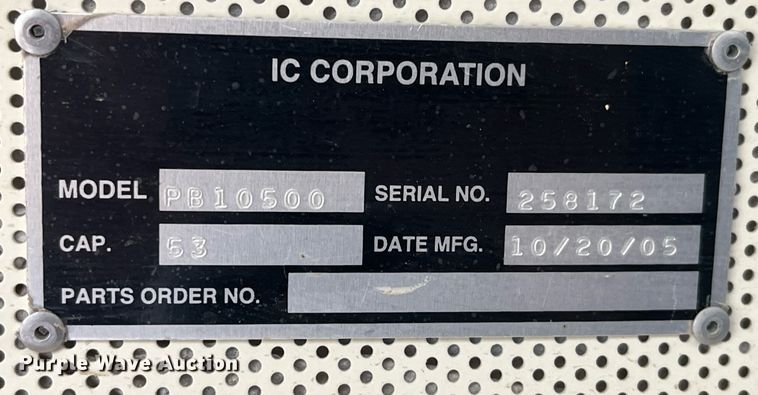 IC CORPORATION
MODEL PB10500 SERIAL NO. 258172
CAP. 53 DATE MFG. 10/20/05
PARTS ORDER NO.
Purple Wave Auction